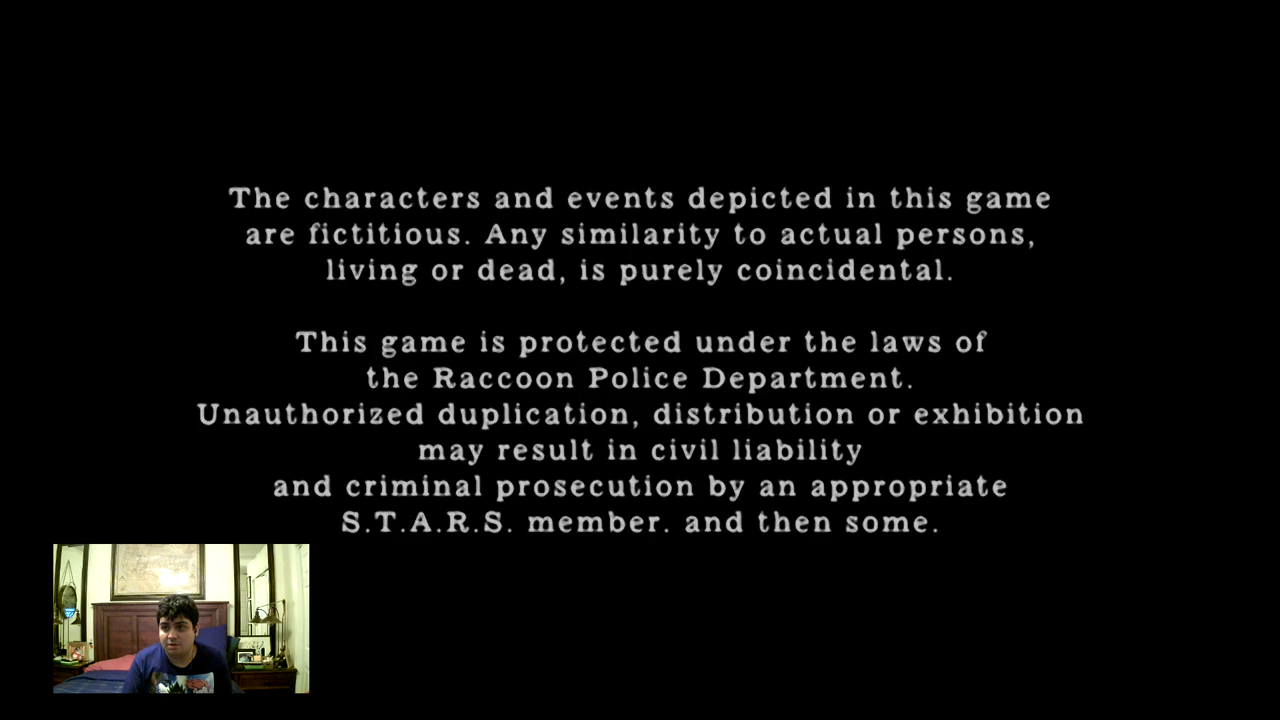 The characters and events depicted in this game
are fictitious. Any similarity to actual persons,
living or dead, is purely coincidental.
This game is protected under the laws of
the Raccoon Police Department.
Unauthorized duplication, distribution or exhibition
may result in civil liability
and criminal prosecution by an appropriate
S.T.A.R.S. member. and then some.